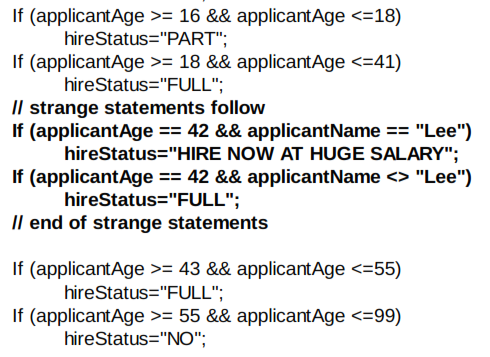 If (applicantAge >= 16 && applicantAge <=18)
hireStatus="PART";
If (applicantAge >= 18 && applicantAge <=41)
hireStatus="FULL";
// strange statements follow
If (applicantAge == 42 && applicantName == "Lee")
hireStatus="HIRE NOW AT HUGE SALARY";
If (applicantAge == 42 && applicantName <> "Lee")
hireStatus="FULL";
// end of strange statements
If (applicantAge >= 43 && applicantAge <=55)
hireStatus="FULL";
If (applicantAge >= 55 && applicantAge <=99)
hireStatus="NO";